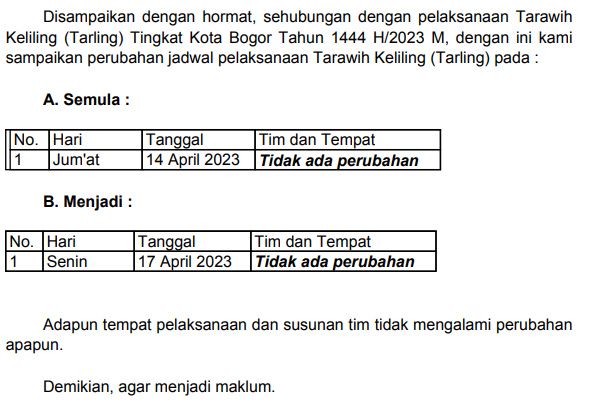 Disampaikan dengan hormat, sehubungan dengan pelaksanaan Tarawih
Keliling (Tarling) Tingkat Kota Bogor Tahun 1444 H/2023 M, dengan ini kami
sampaikan perubahan jadwal pelaksanaan Tarawih Keliling (Tarling) pada :
A. Semula :
No. Hari Tanggal Tim dan Tempat
1 Jum'at 14 April 2023 Tidak ada perubahan
B. Menjadi :
No. Hari Tanggal Tim dan Tempat
1 Senin 17 April 2023 Tidak ada perubahan
Adapun tempat pelaksanaan dan susunan tim tidak mengalami perubahan
apapun.
Demikian, agar menjadi maklum.